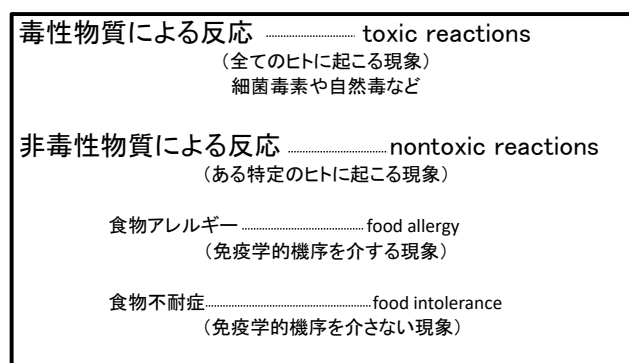 毒性物質による反応 ……………… toxic reactions
（全てのヒトに起こる現象）
細菌毒素や自然毒など
非毒性物質による反応 ……………… nontoxic reactions
（ある特定のヒトに起こる現象）
食物アレルギー ……………… food allergy
（免疫学的機序を介する現象）
食物不耐症 ……………… food intolerance
（免疫学的機序を介さない現象）